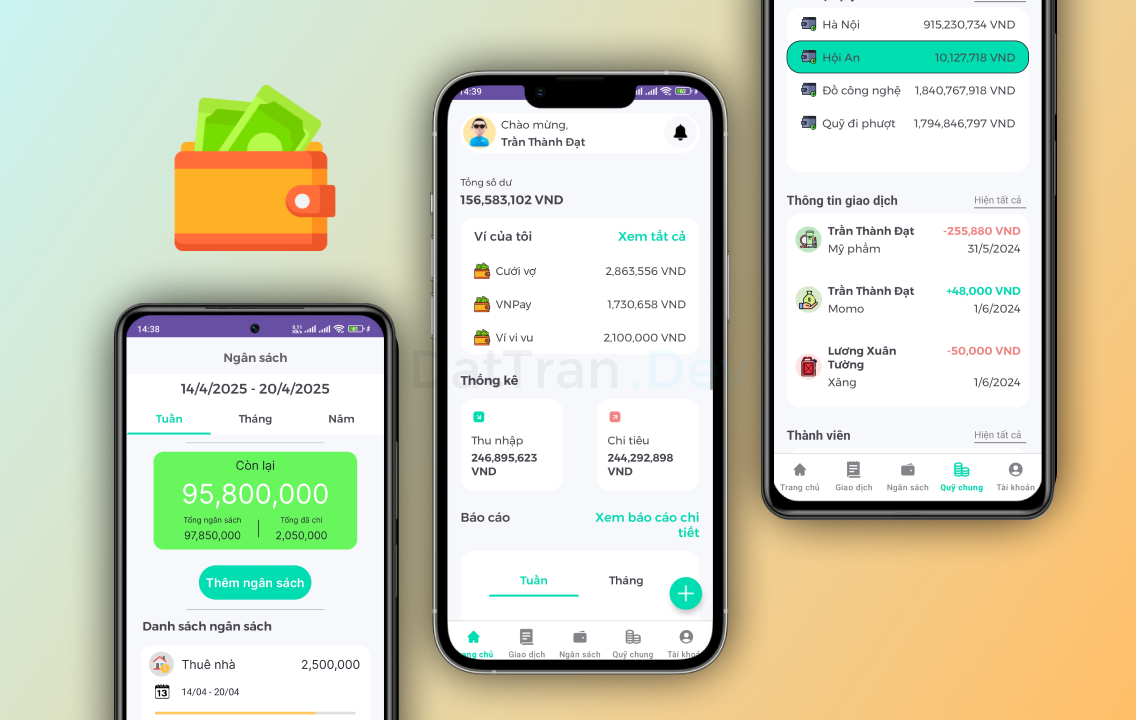 14:38
Ngân sách
14/4/2025 - 20/4/2025
Tuần Tháng Năm
Còn lại
95,800,000
Tổng ngân sách Tổng đã chi
97,850,000 2,050,000
Thêm ngân sách
Danh sách ngân sách
Thuê nhà 2,500,000
13 14/04 - 20/04
14:39
Chào mừng,
Trần Thành Đạt
Tổng số dư
156,583,102 VND
Ví của tôi Xem tất cả
Cưới vợ 2,863,556 VND
VNPay 1,730,658 VND
Ví vi vu 2,100,000 VND
DatTran.Dev
Thống kê
Thu nhập Chi tiêu
246,895,623 244,292,898
VND VND
Báo cáo Xem báo cáo chi
tiết
Tuần Tháng
ang chủ Giao dịch Ngân sách Quỹ chung Tài khoả
Hà Nội 915,230,734 VND
Hội An 10,127,718 VND
Đồ công nghệ 1,840,767,918 VND
Quỹ đi phượt 1,794,846,797 VND
Thông tin giao dịch Hiện tất cả
Trần Thành Đạt -255,880 VND
Mỹ phẩm 31/5/2024
Trần Thành Đạt +48,000 VND
Momo 1/6/2024
Lương Xuân -50,000 VND
Tường
Xăng 1/6/2024
Thành viên Hiện tất cả
Trang chủ Giao dịch Ngân sách Quỹ chung Tài khoản